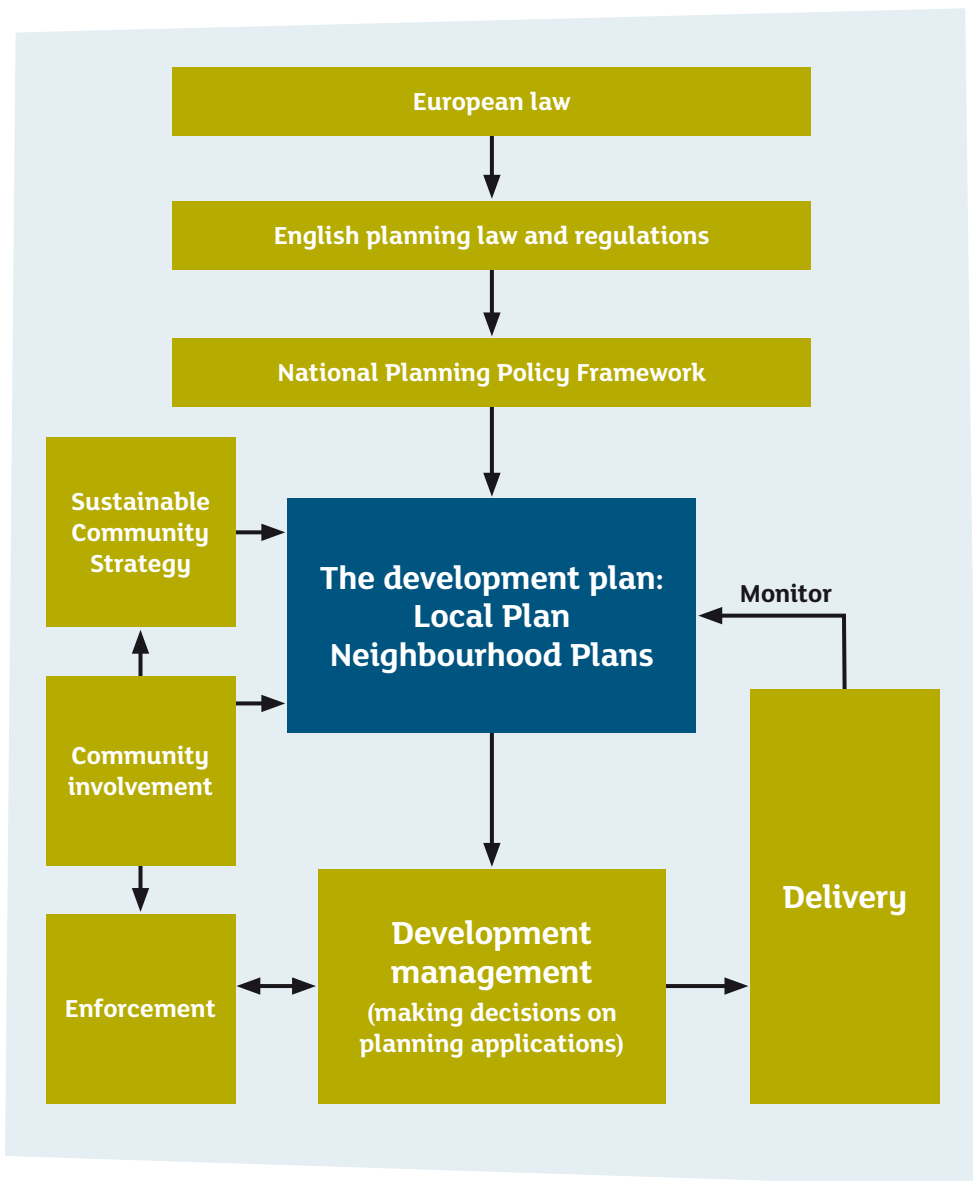 European law
English planning law and regulations
National Planning Policy Framework
Sustainable
Community
Strategy
The development plan:
Local Plan
Neighbourhood Plans
Monitor
Community
involvement
Delivery
Development
management
(making decisions on
planning applications)
Enforcement